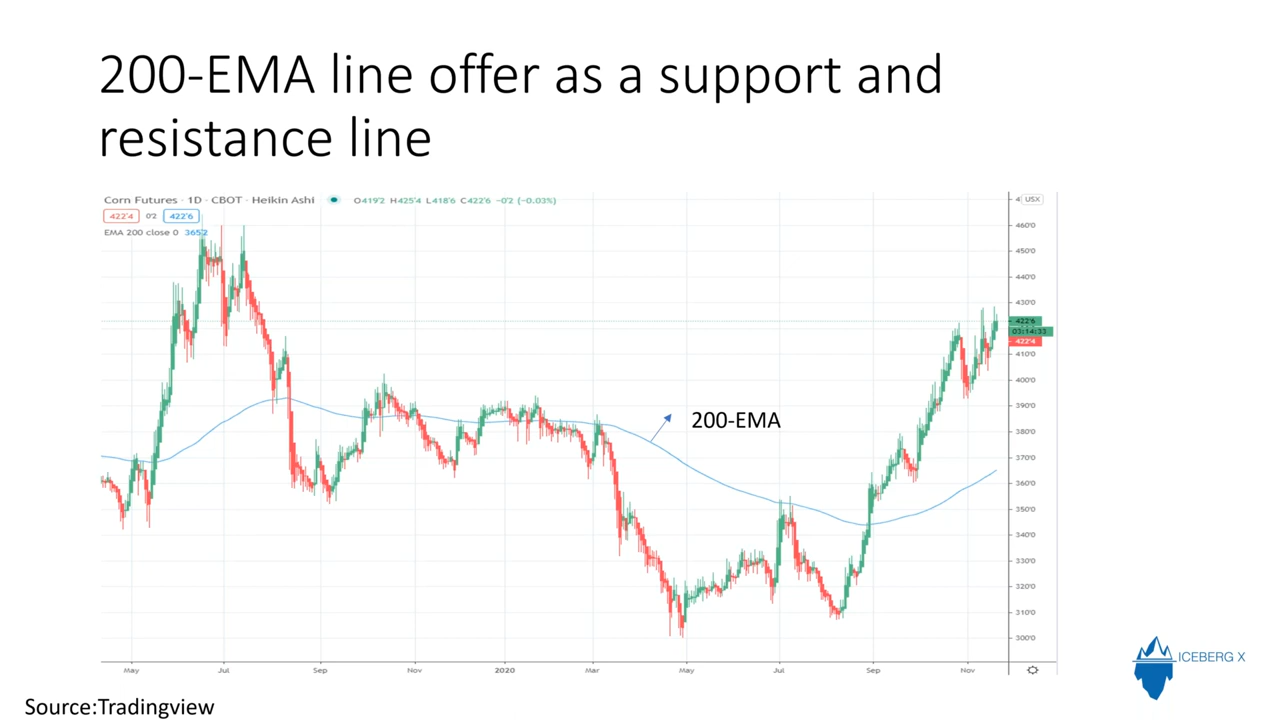 200-EMA line offer as a support and
resistance line
Corn Futures · 1D · CBOT · Heikin Ashi O419'2 H425'4 L418'6 C422'6 −0'2 (−0.03%)
422'4 0'2 422'6
EMA 200 close 0 365'2
USX
460'0
450'0
440'0
430'0
422'6
03:14:33
422'4
410'0
400'0
390'0
380'0
370'0
360'0
350'0
340'0
330'0
320'0
310'0
300'0
200-EMA
May Jul Sep Nov 2020 Mar May Jul Sep Nov
ICEBERG X
Source:Tradingview